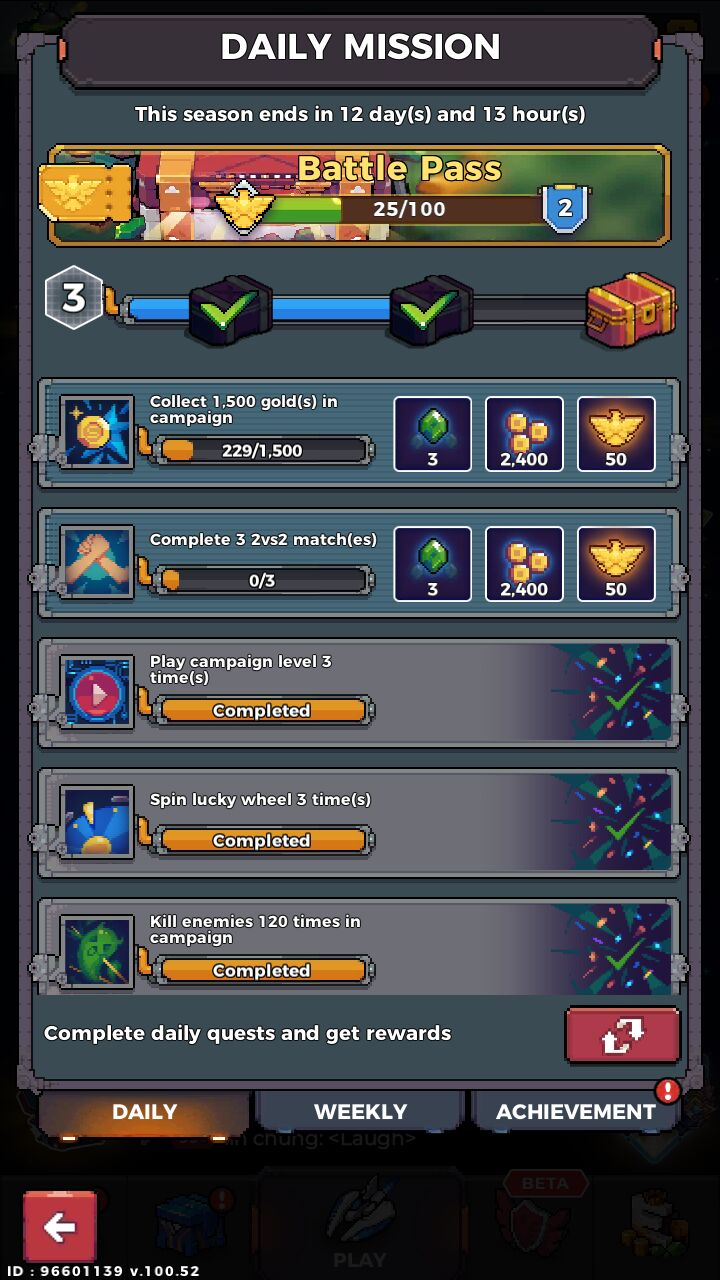 DAILY MISSION
This season ends in 12 day(s) and 13 hour(s)
Battle Pass
25/100
2
3
Collect 1,500 gold(s) in
campaign
229/1,500
3
2,400
50
Complete 3 2vs2 match(es)
0/3
3
2,400
50
Play campaign level 3
time(s)
Completed
Spin lucky wheel 3 time(s)
Completed
Kill enemies 120 times in
campaign
Completed
Complete daily quests and get rewards
DAILY
WEEKLY
ACHIEVEMENT
chung: <Laugh>
BETA
PLAY
ID : 96601139 v.100.52